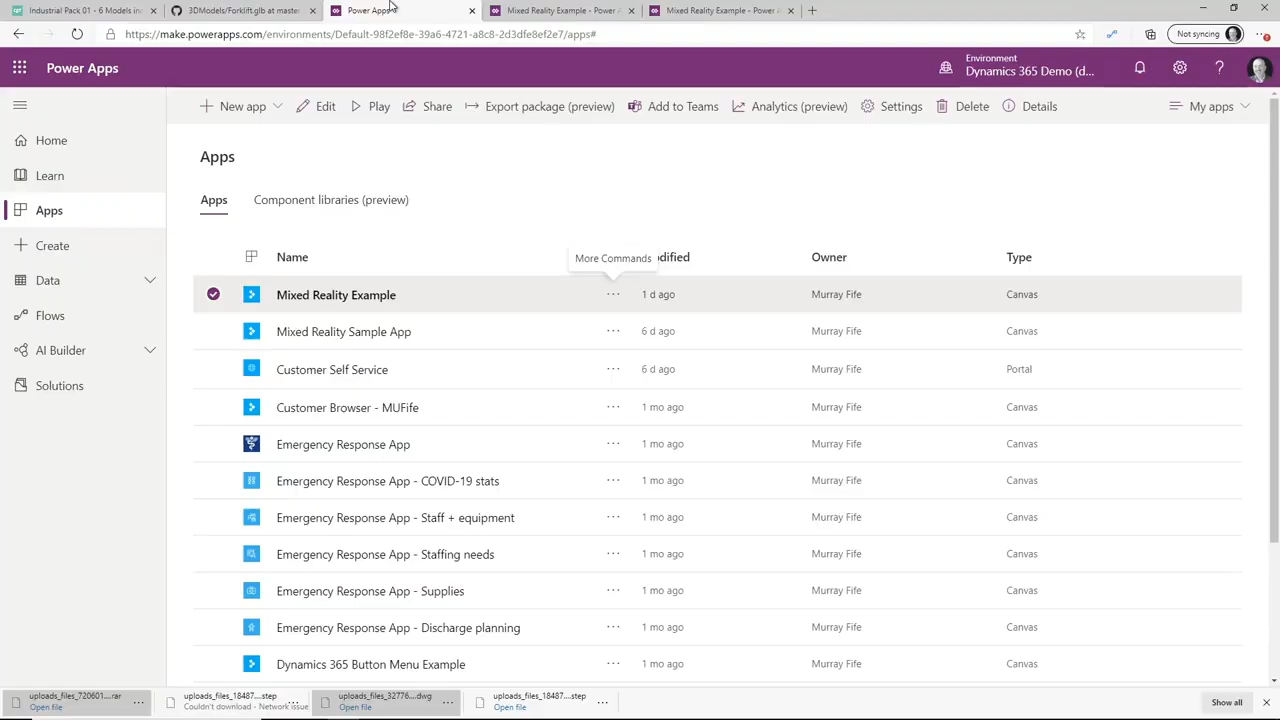 Industrial Pack 01 - 6 Models inc
3DModels/Forklift.glb at master
Power Apps
Mixed Reality Example - Power A
Mixed Reality Example - Power A
https://make.powerapps.com/environments/Default-98f2ef8e-39a6-4721-a8c8-2d3dfe8ef2e7/apps#
Not syncing
Power Apps
Environment
Dynamics 365 Demo (d...
New app
Edit
Play
Share
Export package (preview)
Add to Teams
Analytics (preview)
Settings
Delete
Details
My apps
Home
Learn
Apps
Create
Data
Flows
AI Builder
Solutions
Apps
Apps
Component libraries (preview)
More Commands
Name
odified
Owner
Type
Mixed Reality Example ... 1 d ago Murray Fife Canvas
Mixed Reality Sample App ... 6 d ago Murray Fife Canvas
Customer Self Service ... 6 d ago Murray Fife Portal
Customer Browser - MUFife ... 1 mo ago Murray Fife Canvas
Emergency Response App ... 1 mo ago Murray Fife Canvas
Emergency Response App - COVID-19 stats ... 1 mo ago Murray Fife Canvas
Emergency Response App - Staff + equipment ... 1 mo ago Murray Fife Canvas
Emergency Response App - Staffing needs ... 1 mo ago Murray Fife Canvas
Emergency Response App - Supplies ... 1 mo ago Murray Fife Canvas
Emergency Response App - Discharge planning ... 1 mo ago Murray Fife Canvas
Dynamics 365 Button Menu Example ... 1 mo ago Murray Fife Canvas
uploads_files_720601....rar
Open file
uploads_files_18487....step
Couldn't download - Network issue
uploads_files_32776....dwg
Open file
uploads_files_18487....step
Open file
Show all